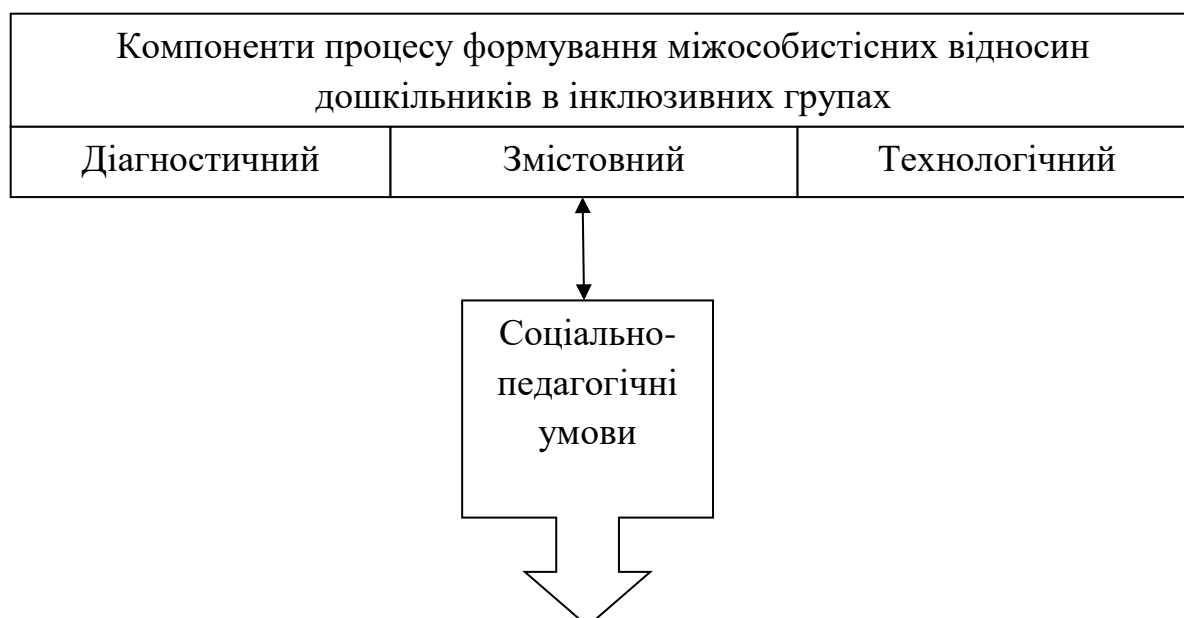 Компоненти процесу формування міжособистісних відносин
дошкільників в інклюзивних групах
Діагностичний
Змістовний
Технологічний
Соціально-
педагогічні
умови